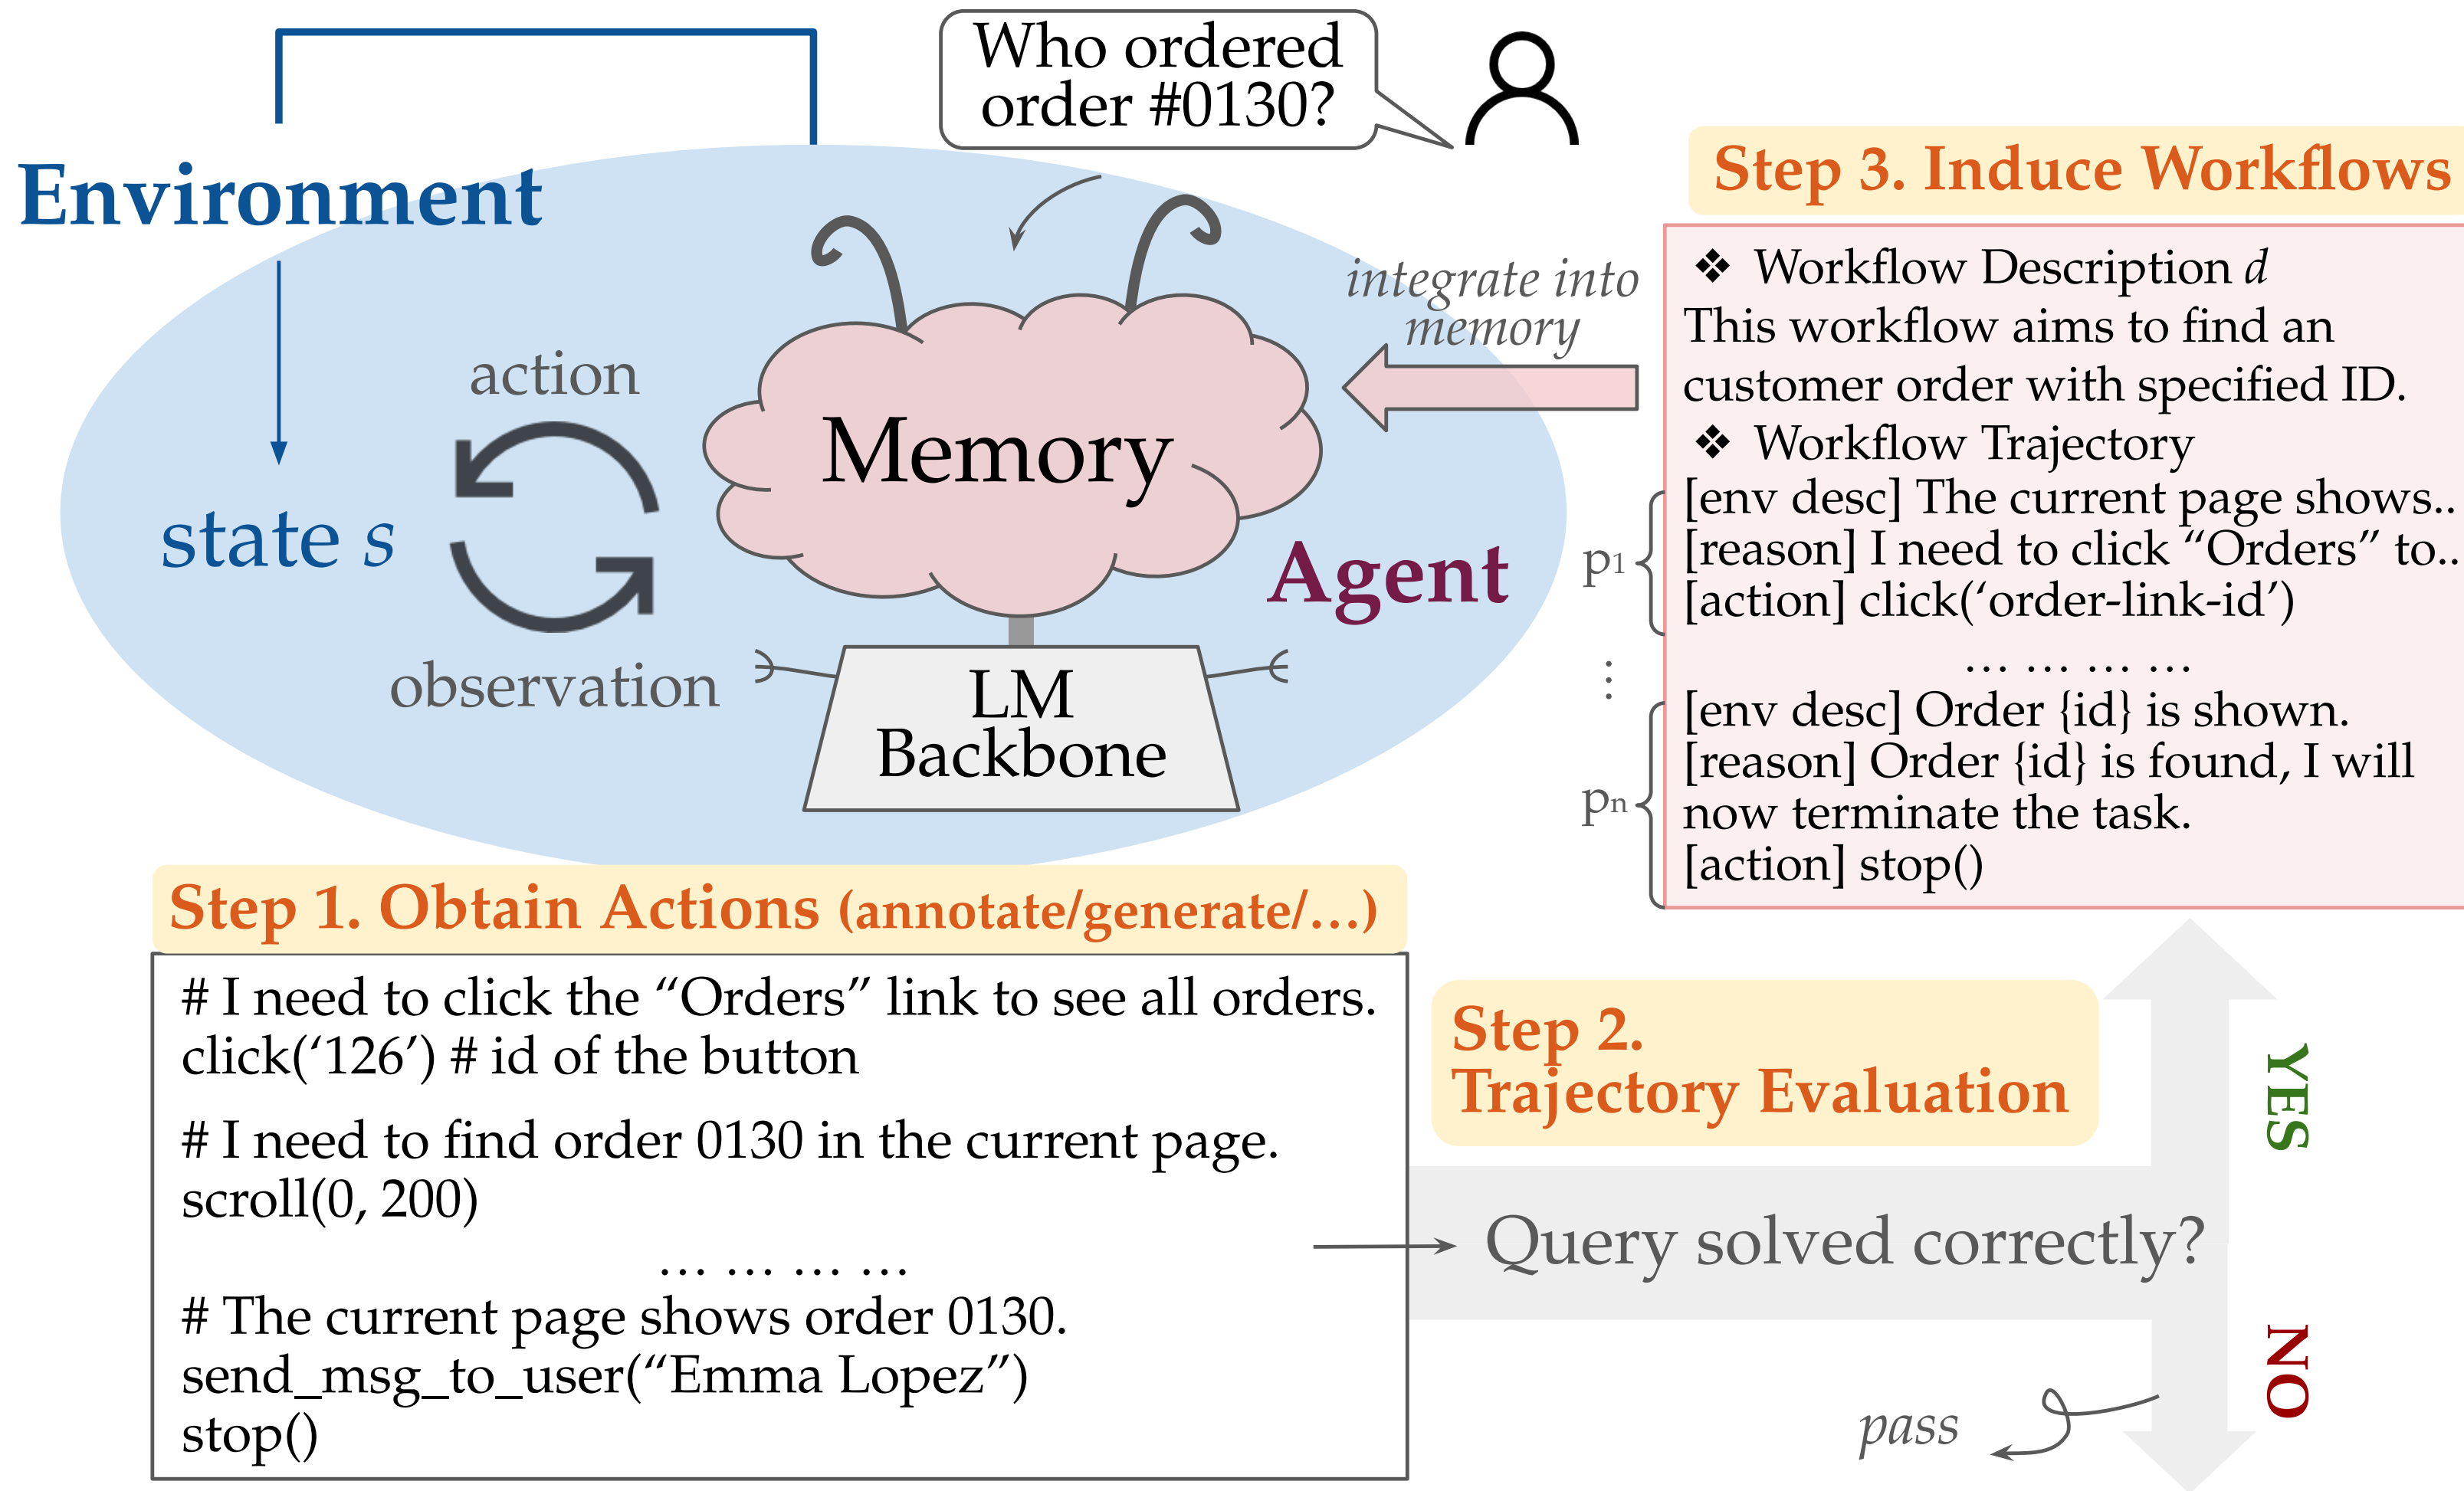 Who ordered
order #0130?
Environment
state s
action
observation
Memory
Agent
LM
Backbone
integrate into
memory
Step 3. Induce Workflows
❖ Workflow Description d
This workflow aims to find an
customer order with specified ID.
❖ Workflow Trajectory
[env desc] The current page shows..
[reason] I need to click “Orders” to..
[action] click(‘order-link-id’)
… … … …
[env desc] Order {id} is shown.
[reason] Order {id} is found, I will
now terminate the task.
[action] stop()
p1
⋮
pn
Step 1. Obtain Actions (annotate/generate/…)
# I need to click the “Orders” link to see all orders.
click(‘126’) # id of the button
# I need to find order 0130 in the current page.
scroll(0, 200)
… … … …
# The current page shows order 0130.
send_msg_to_user(“Emma Lopez”)
stop()
Step 2.
Trajectory Evaluation
Query solved correctly?
YES
NO
pass